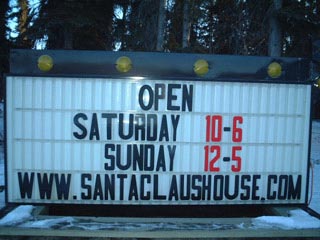 OPEN
SATURDAY 10-6
SUNDAY 12-5
WWW.SANTACLAUSHOUSE.COM